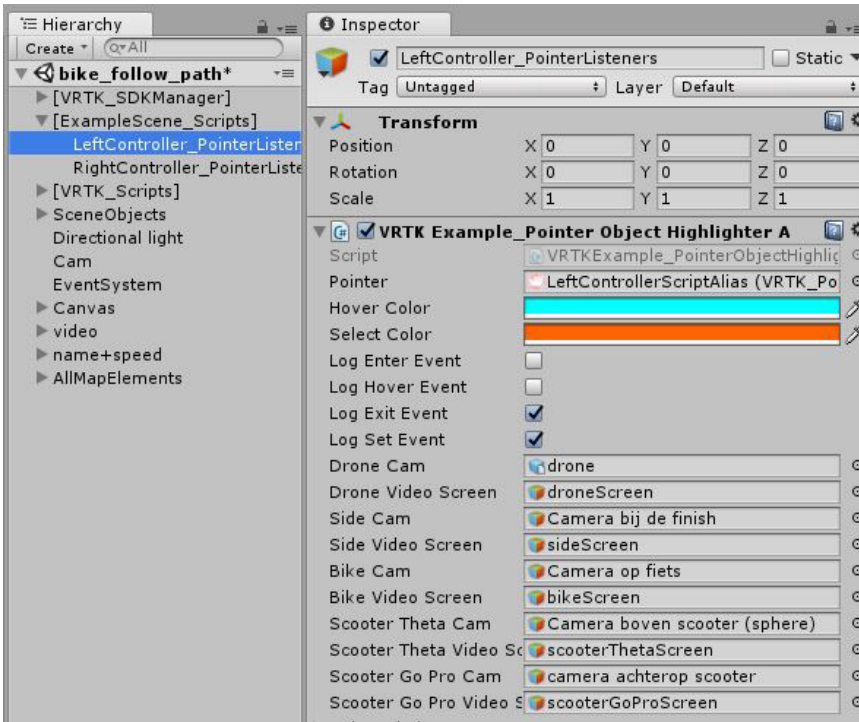 Hierarchy
Create
All
bike_follow_path*
[VRTK_SDKManager]
[ExampleScene_Scripts]
LeftController_PointerLister
RightController_PointerListe
[VRTK_Scripts]
SceneObjects
Directional light
Cam
EventSystem
Canvas
video
name+speed
AllMapElements
Inspector
LeftController_PointerListeners Static
Tag Untagged Layer Default
Transform
Position X 0 Y 0 Z 0
Rotation X 0 Y 0 Z 0
Scale X 1 Y 1 Z 1
VRTK Example_Pointer Object Highlighter A
Script VRTKExample_PointerObjectHighlig
Pointer LeftControllerScriptAlias (VRTK_Po
Hover Color
Select Color
Log Enter Event
Log Hover Event
Log Exit Event
Log Set Event
Drone Cam drone
Drone Video Screen droneScreen
Side Cam Camera bij de finish
Side Video Screen sideScreen
Bike Cam Camera op fiets
Bike Video Screen bikeScreen
Scooter Theta Cam Camera boven scooter (sphere)
Scooter Theta Video Sc scooterThetaScreen
Scooter Go Pro Cam camera achterop scooter
Scooter Go Pro Video S scooterGoProScreen